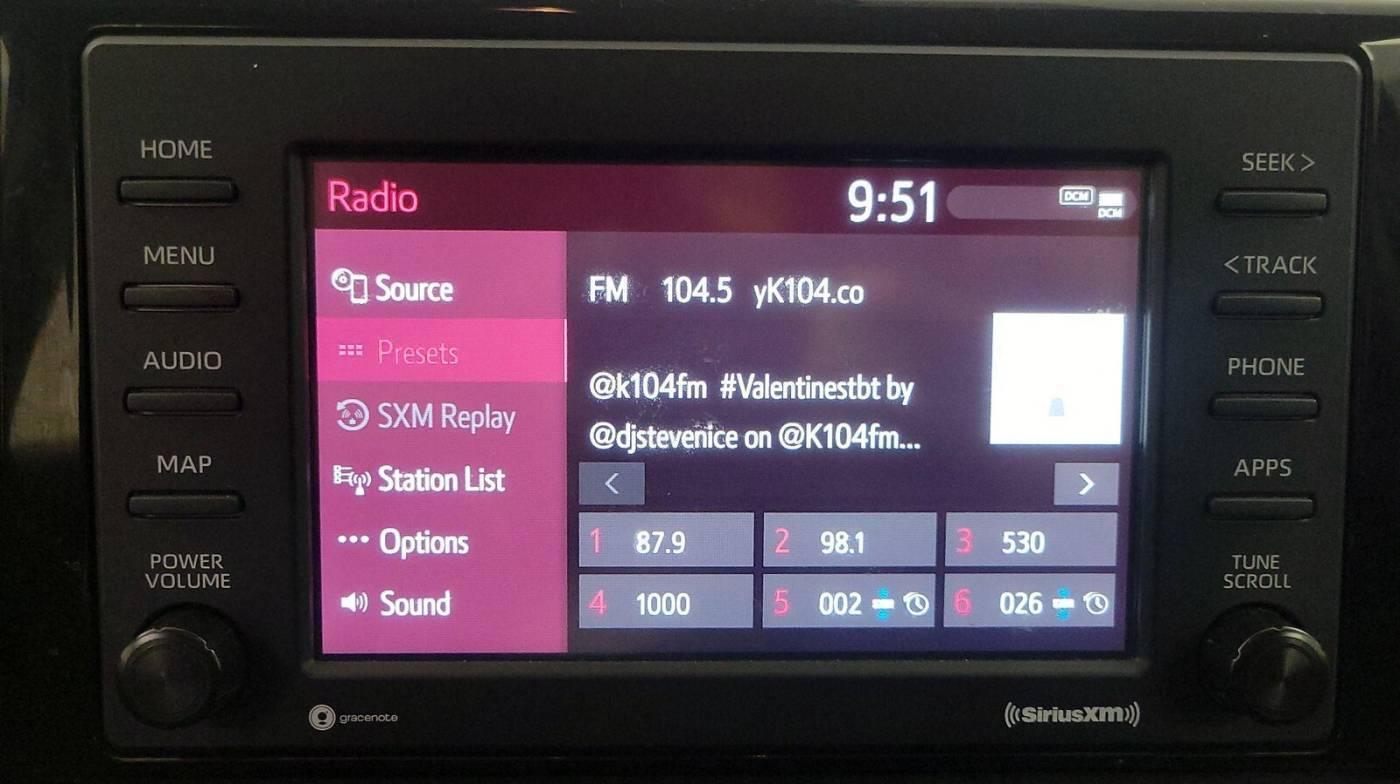 HOME
MENU
AUDIO
MAP
POWER
VOLUME
Radio
9:51
DCM
DCM
Source
Presets
SXM Replay
Station List
Options
Sound
FM 104.5 yK104.co
@k104fm #Valentinestbt by
@djstevenice on @K104fm...
<
>
1 87.9
2 98.1
3 530
4 1000
5 002
6 026
SEEK >
< TRACK
PHONE
APPS
TUNE
SCROLL
gracenote
((SiriusXM))